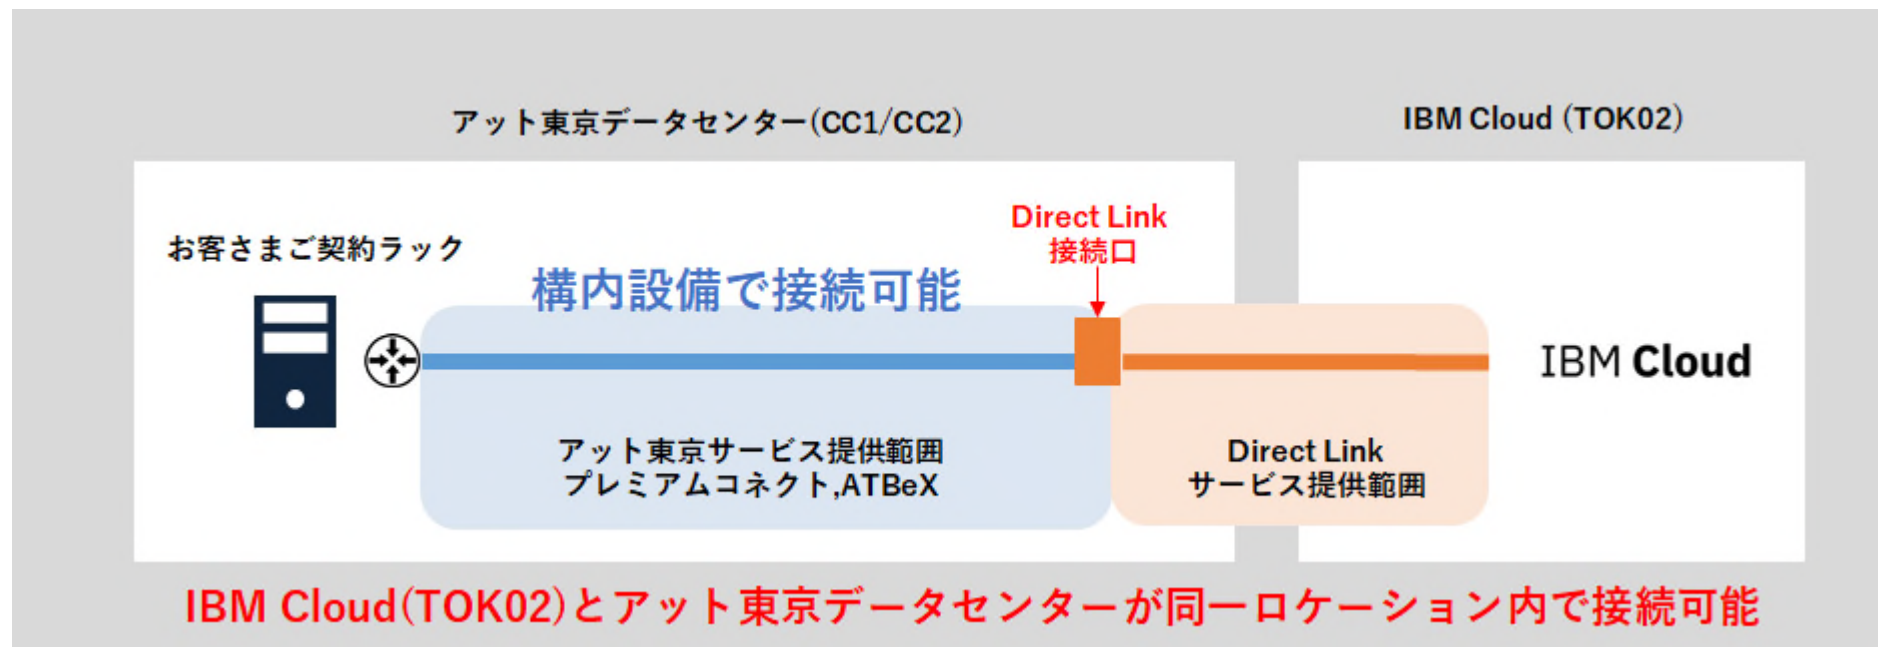 アット東京データセンター(CC1/CC2)
IBM Cloud (TOK02)
お客さまご契約ラック
構内設備で接続可能
Direct Link
接続口
IBM Cloud
アット東京サービス提供範囲
プレミアムコネクト,ATBeX
Direct Link
サービス提供範囲
IBM Cloud(TOK02)とアット東京データセンターが同一ロケーション内で接続可能